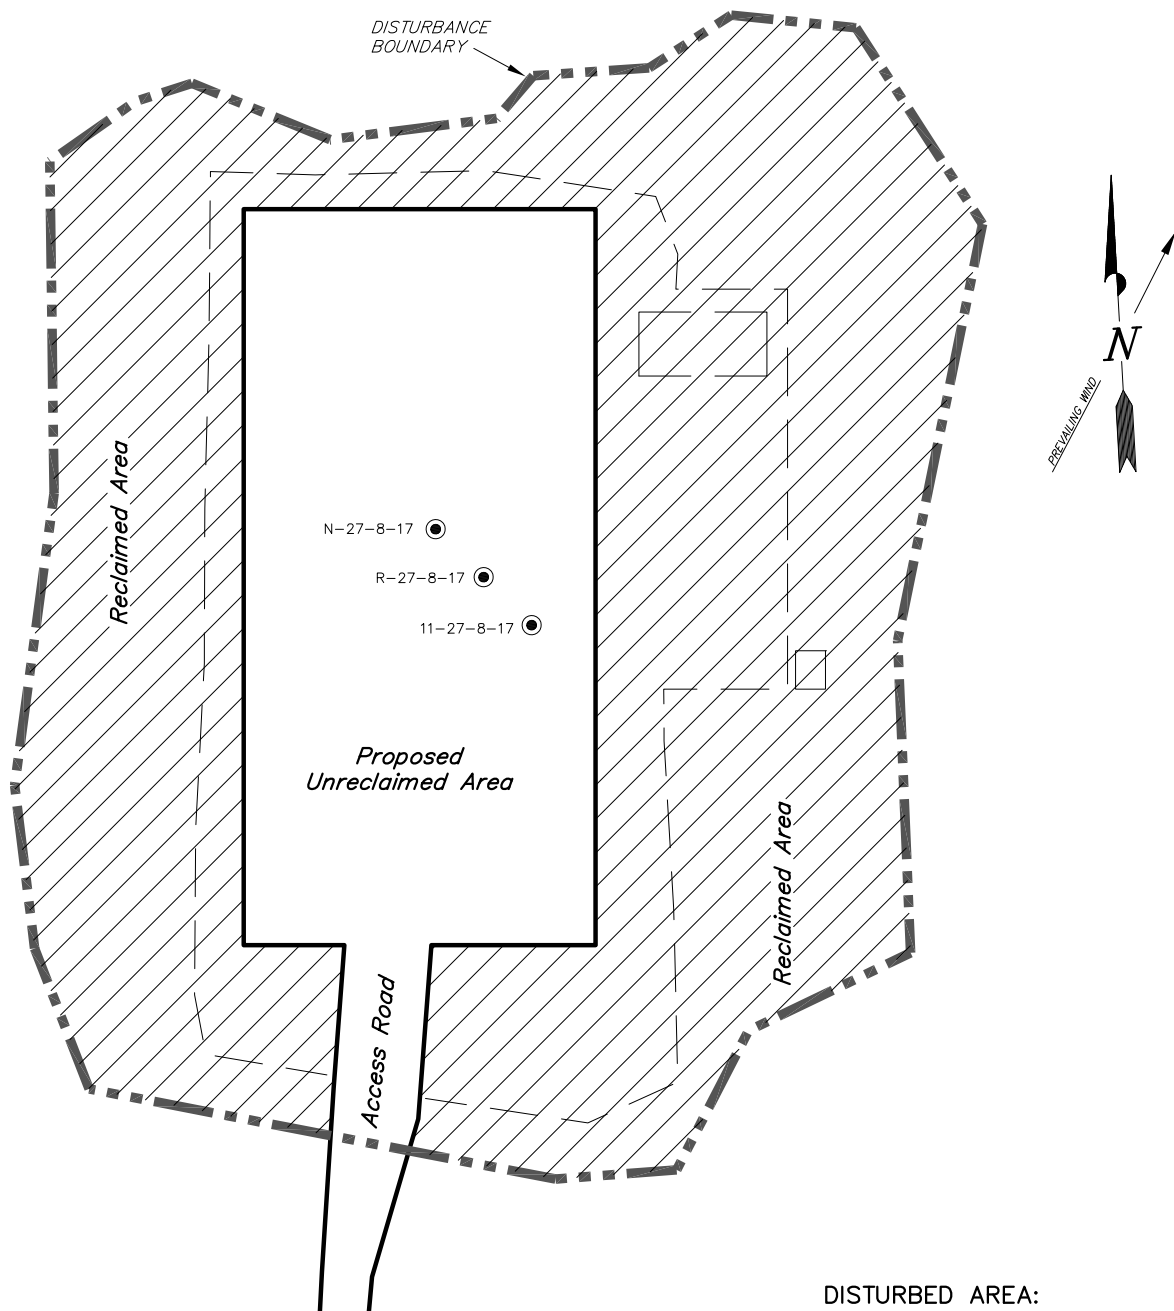 DISTURBANCE
BOUNDARY
N
PREVAILING WIND
Reclaimed Area
N-27-8-17
R-27-8-17
11-27-8-17
Proposed
Unreclaimed Area
Reclaimed Area
Access Road
DISTURBED AREA: